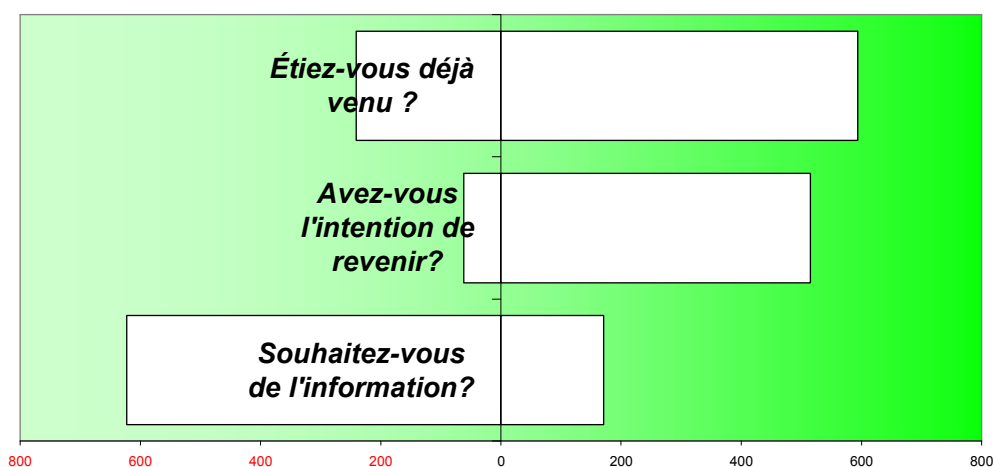 Étiez-vous déjà
venu ?
Avez-vous
l'intention de
revenir?
Souhaitez-vous
de l'information?
800 600 400 200 0 200 400 600 800